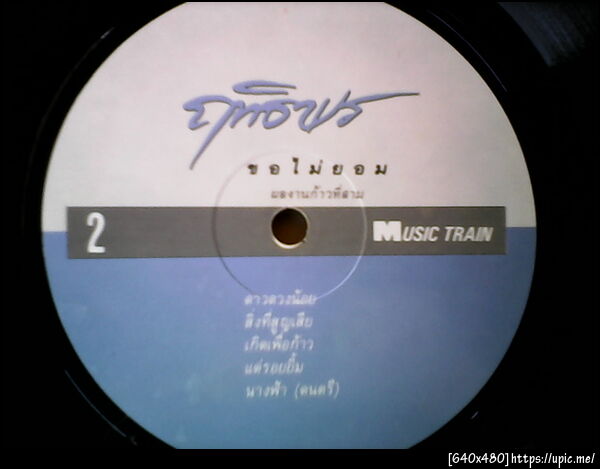 ฤทธิพร
ขอไม่ยอม
ผลงานก้าวที่สาม
2
MUSIC TRAIN
ดาวดวงน้อย
สิ่งที่สูญเสีย
เกิดเพื่อก้าว
แด่รอยยิ้ม
นางฟ้า (ดนตรี)
[640x480]https://upic.me/